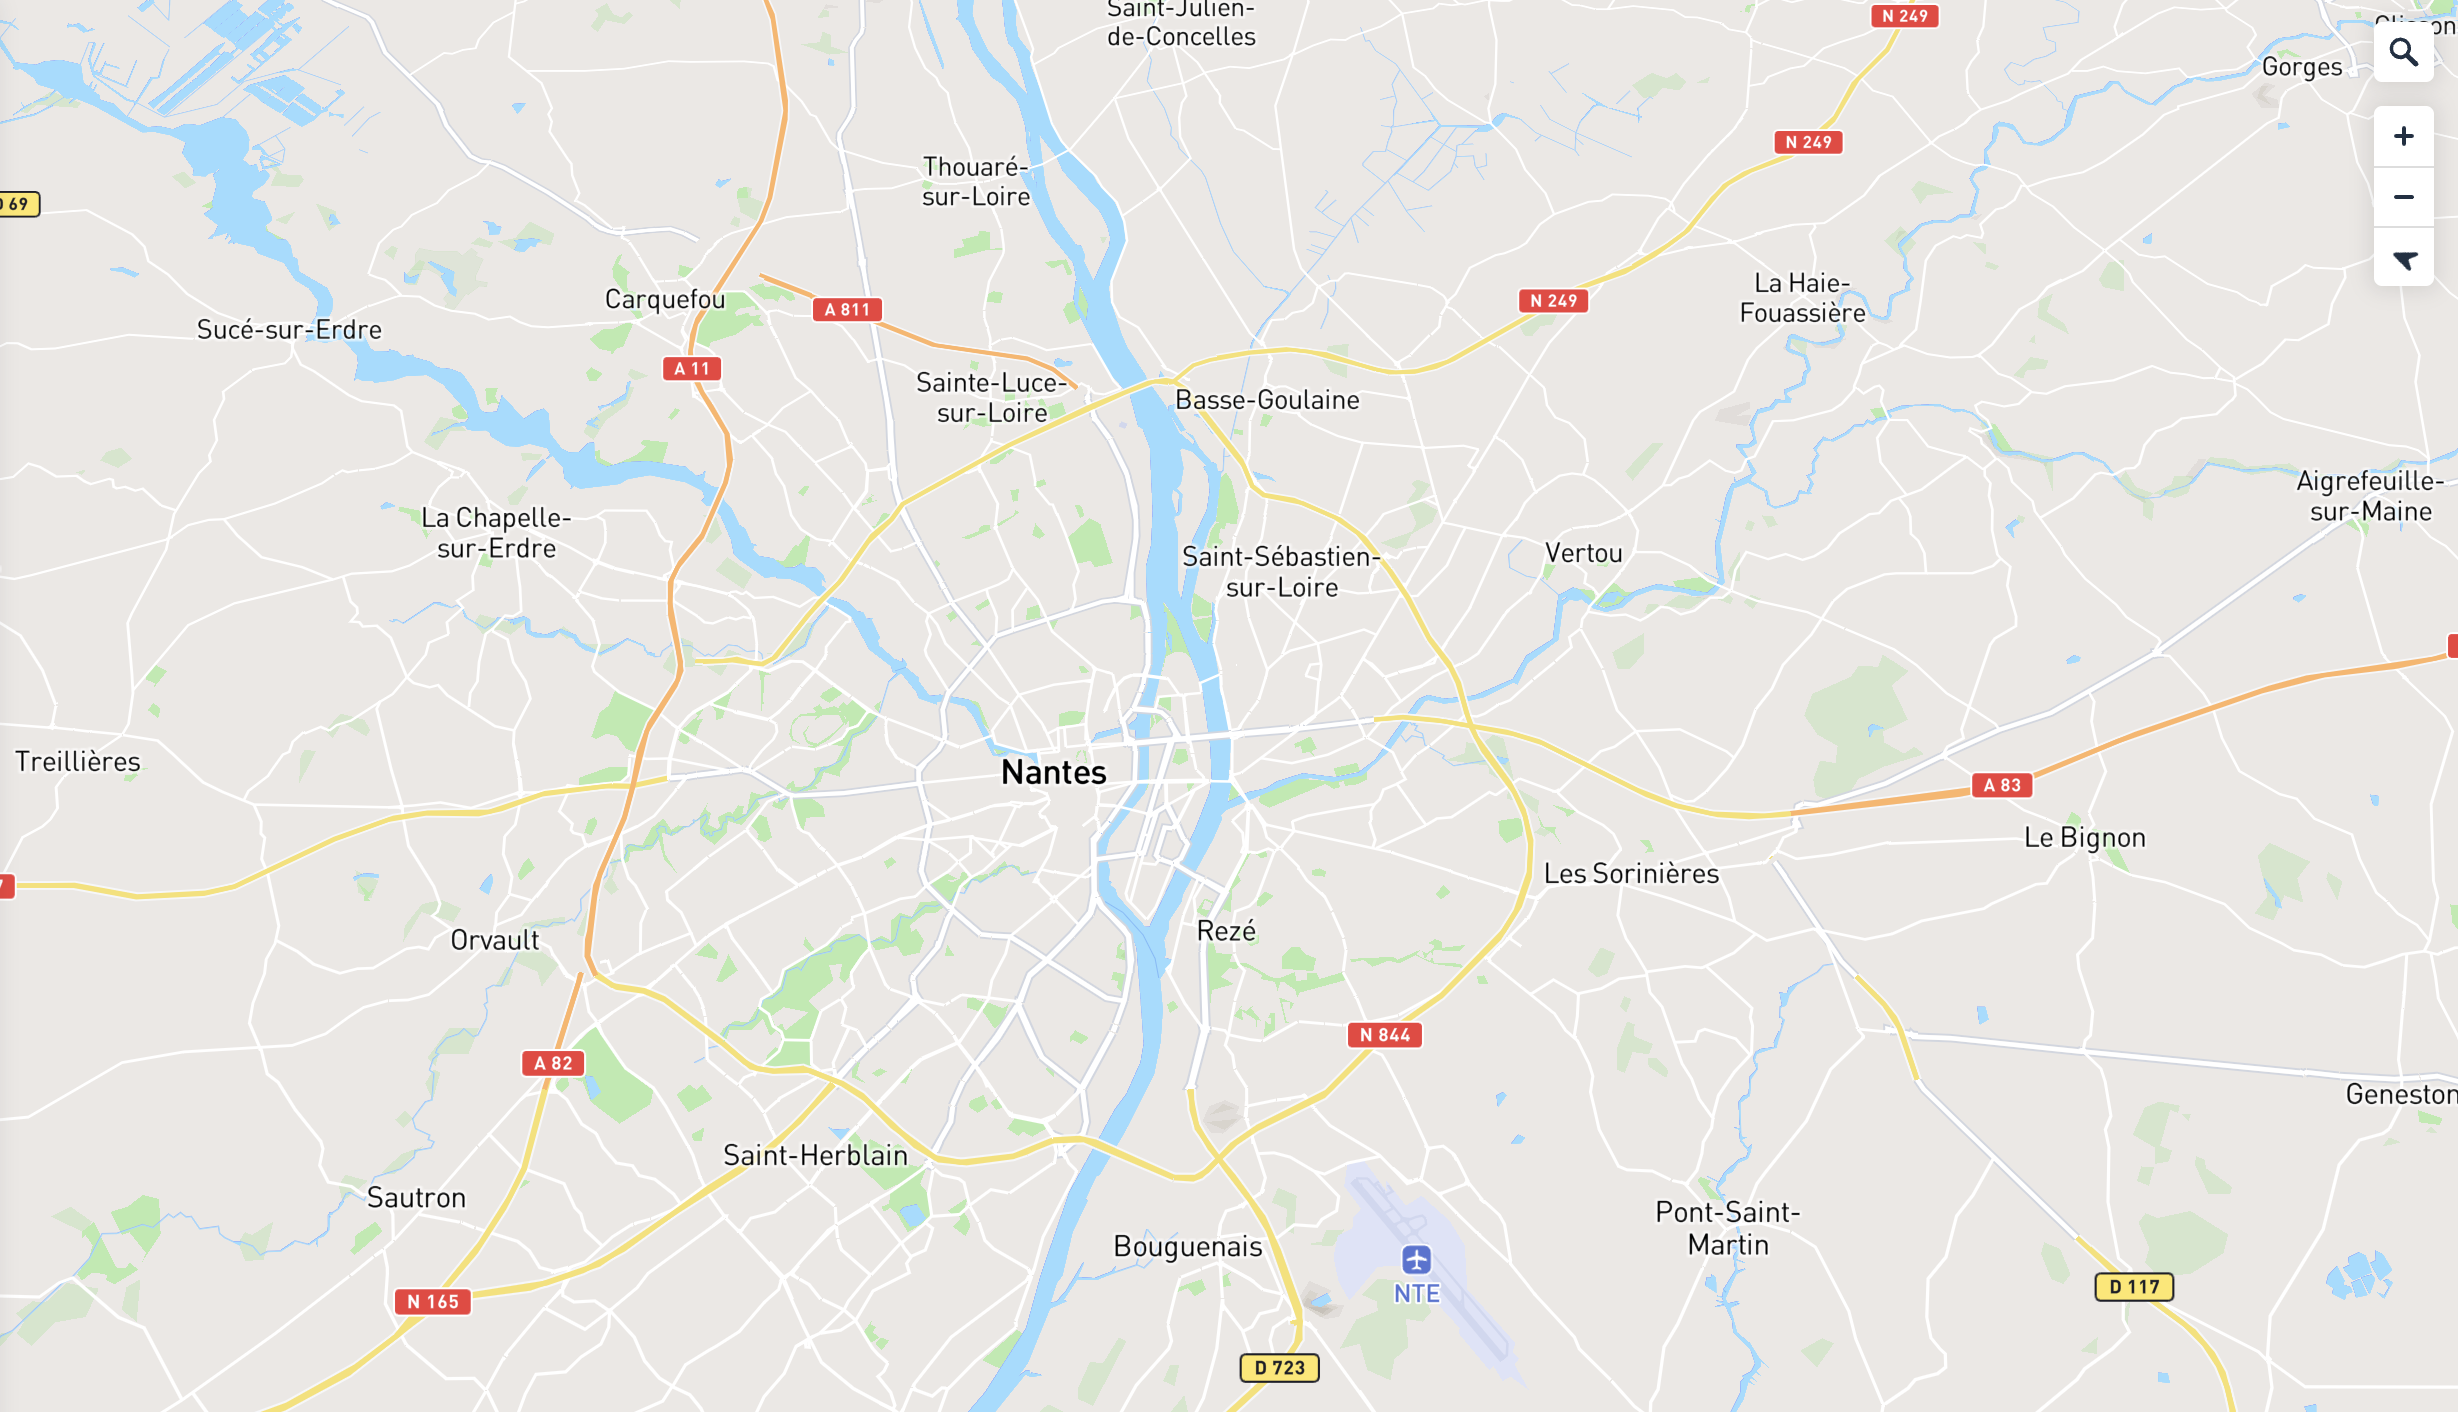 Saint-Julien-
de-Concelles
N 249
Gorges
N 249
Thouaré-
sur-Loire
D 69
Carquefou
A 811
N 249
La Haie-
Fouassière
Sucé-sur-Erdre
A 11
Sainte-Luce-
sur-Loire
Basse-Goulaine
Aigrefeuille-
sur-Maine
La Chapelle-
sur-Erdre
Saint-Sébastien-
sur-Loire
Vertou
Treillières
Nantes
A 83
Le Bignon
Les Sorinières
7
Orvault
Rezé
N 844
A 82
Geneston
Saint-Herblain
Sautron
Pont-Saint-
Martin
Bouguenais
NTE
D 117
N 165
D 723